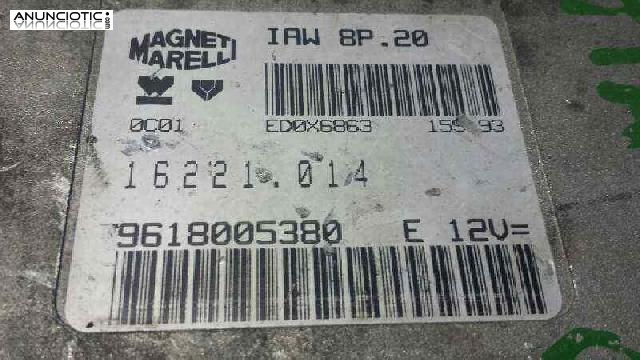 ANUNCIOTIC!
.com
MAGNETI
MARELLI
IAW 8P.20
0C01
ED0X6863
16221.014
9618005380 E 12V=